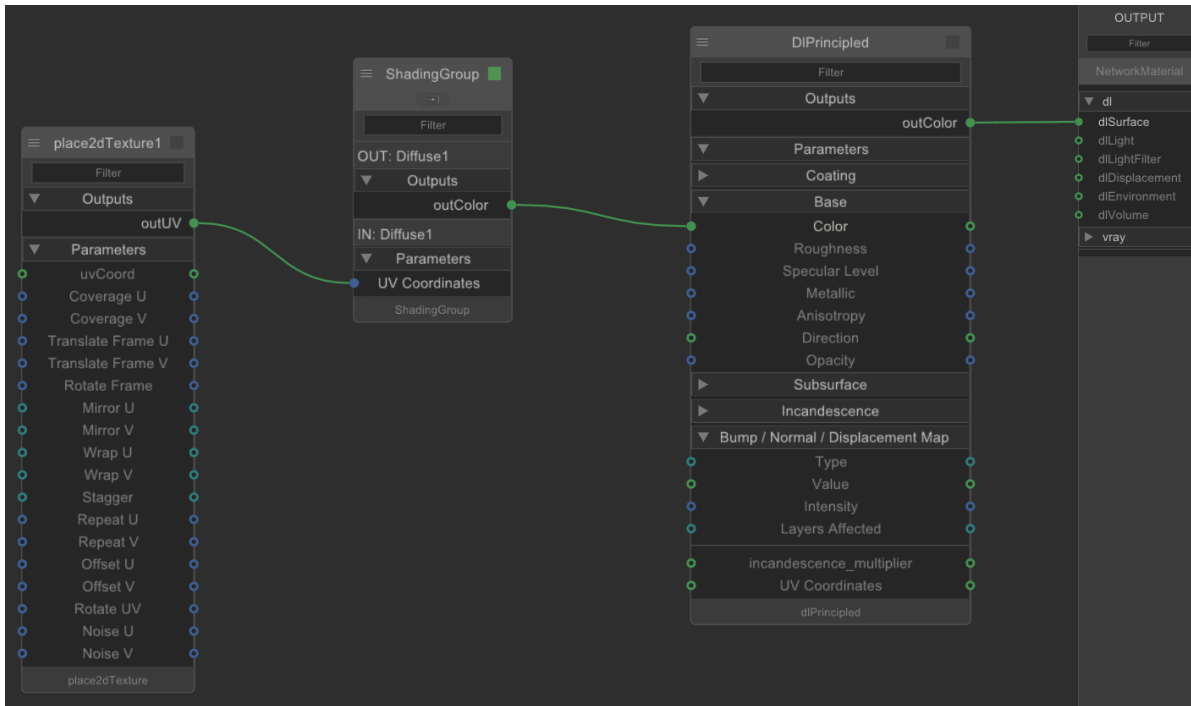 place2dTexture1
Filter
Outputs
outUV
Parameters
uvCoord
Coverage U
Coverage V
Translate Frame U
Translate Frame V
Rotate Frame
Mirror U
Mirror V
Wrap U
Wrap V
Stagger
Repeat U
Repeat V
Offset U
Offset V
Rotate UV
Noise U
Noise V
place2dTexture
ShadingGroup
Filter
OUT: Diffuse1
Outputs
outColor
IN: Diffuse1
Parameters
UV Coordinates
ShadingGroup
DlPrincipled
Filter
Outputs
outColor
Parameters
Coating
Base
Color
Roughness
Specular Level
Metallic
Anisotropy
Direction
Opacity
Subsurface
Incandescence
Bump / Normal / Displacement Map
Type
Value
Intensity
Layers Affected
incandescence_multiplier
UV Coordinates
dlPrincipled
OUTPUT
Filter
NetworkMaterial
dl
dlSurface
dlLight
dlLightFilter
dlDisplacement
dlEnvironment
dlVolume
vray